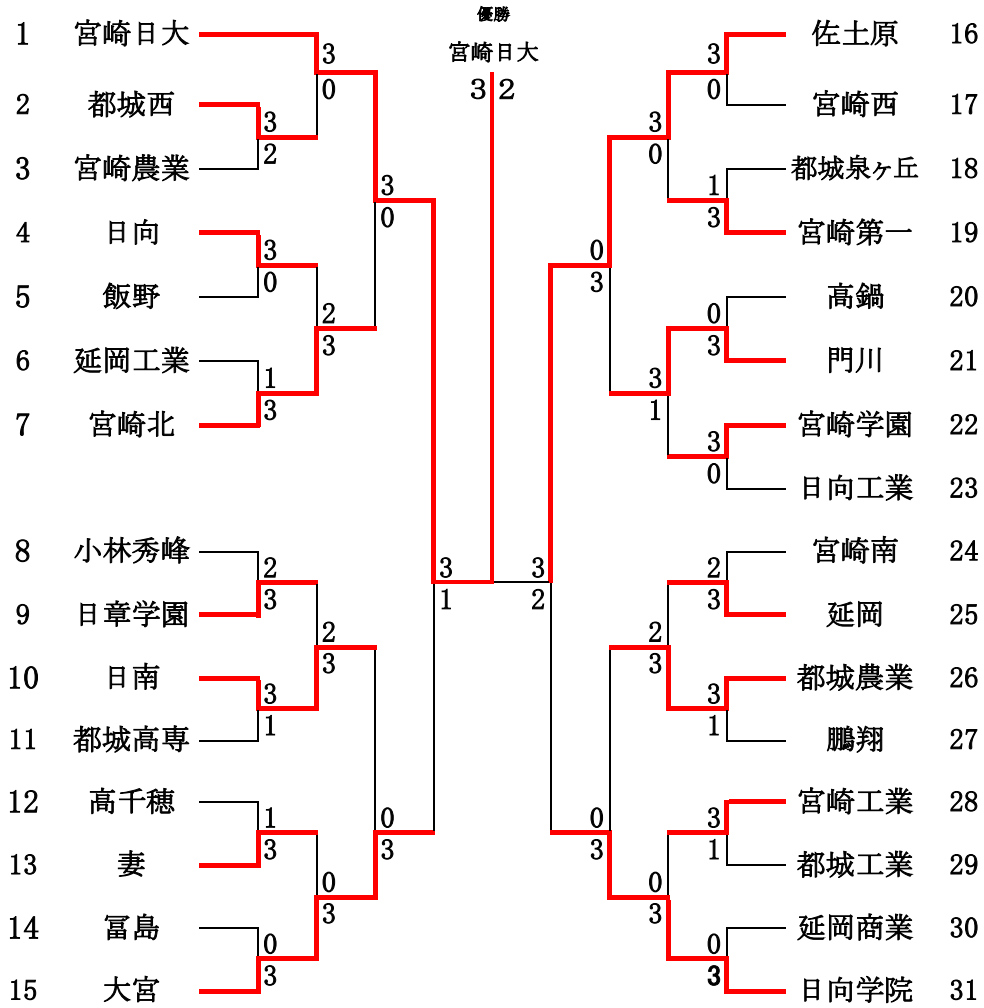 優勝
宮崎日大
3 2
1 宮崎日大
2 都城西
3 宮崎農業
4 日向
5 飯野
6 延岡工業
7 宮崎北
8 小林秀峰
9 日章学園
10 日南
11 都城高専
12 高千穂
13 妻
14 冨島
15 大宮
3
0
3
2
3
0
3
0
2
3
1
3
3
1
2
3
2
3
3
1
0
3
1
3
0
3
0
3
3
2
3
0
3
0
1
3
0
3
0
3
3
1
3
0
2
3
2
3
3
1
0
3
3
1
0
3
0
3
佐土原 16
宮崎西 17
都城泉ヶ丘 18
宮崎第一 19
高鍋 20
門川 21
宮崎学園 22
日向工業 23
宮崎南 24
延岡 25
都城農業 26
鵬翔 27
宮崎工業 28
都城工業 29
延岡商業 30
日向学院 31